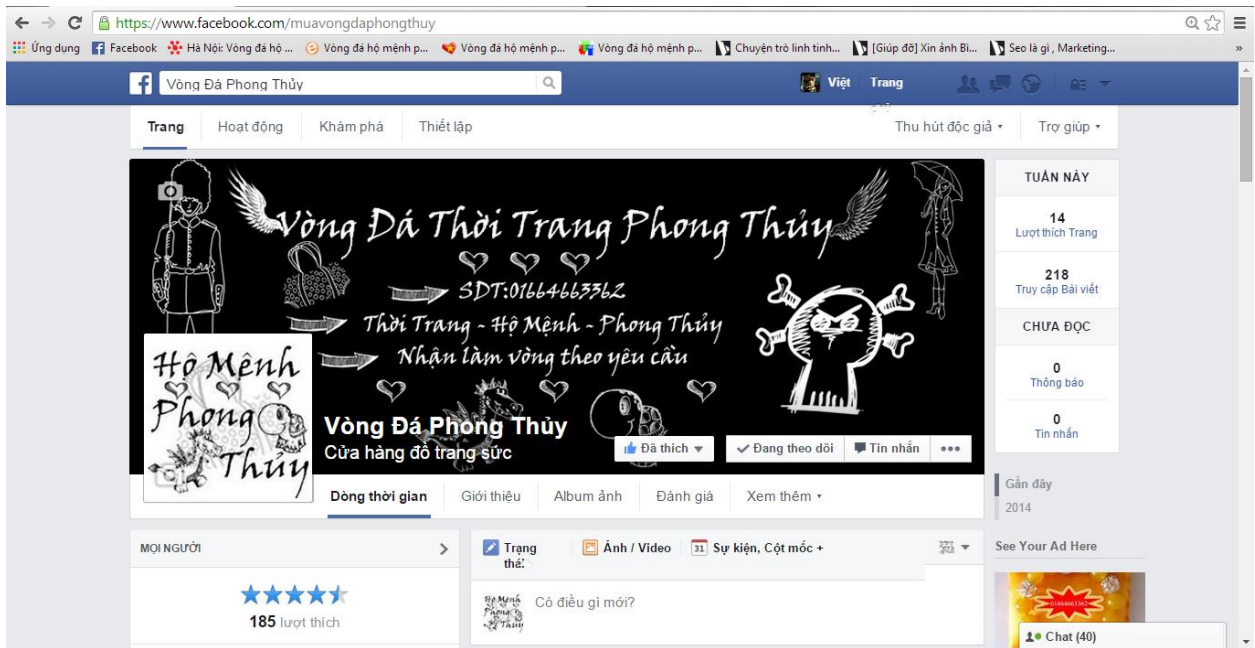 https://www.facebook.com/muavongdaphongthuy
Ứng dụng Facebook Hà Nội: Vòng đá hộ ... Vòng đá hộ mệnh p... Vòng đá hộ mệnh p... Vòng đá hộ mệnh p... Chuyện trò linh tinh... [Giúp đỡ] Xin ảnh Bì... Seo là gì , Marketing... »
Vòng Đá Phong Thủy
Việt Trang
Trang Hoạt động Khám phá Thiết lập Thu hút độc giả Trợ giúp
Vòng Đá Thời Trang Phong Thủy
SDT:01664663362
Thời Trang - Hộ Mệnh - Phong Thủy
Nhận làm vòng theo yêu cầu
Hộ Mệnh
Phong
Thủy
Vòng Đá Phong Thủy
Cửa hàng đồ trang sức
Đã thích Đang theo dõi Tin nhắn •••
Dòng thời gian Giới thiệu Album ảnh Đánh giá Xem thêm
TUẦN NÀY
14
Lượt thích Trang
218
Truy cập Bài viết
CHƯA ĐỌC
0
Thông báo
0
Tin nhắn
Gần đây
2014
See Your Ad Here
01664663362
MỌI NGƯỜI
185 lượt thích
Trạng
Ảnh / Video 31 Sự kiện, Cột mốc +
Hộ Mệnh
Phong
Thủy
Có điều gì mới?
Chat (40)